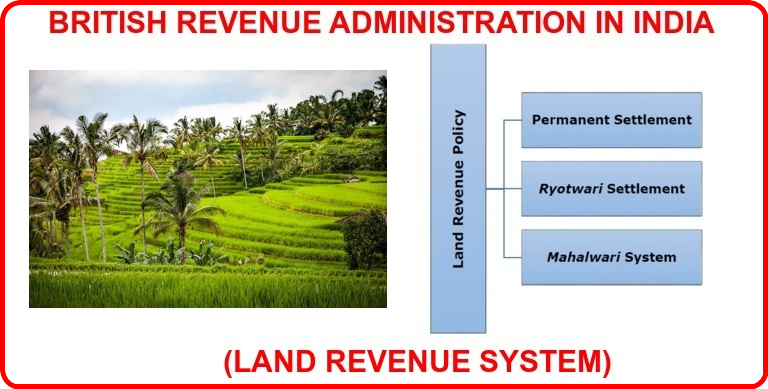 BRITISH REVENUE ADMINISTRATION IN INDIA
Land Revenue Policy
Permanent Settlement
Ryotwari Settlement
Mahalwari System
(LAND REVENUE SYSTEM)